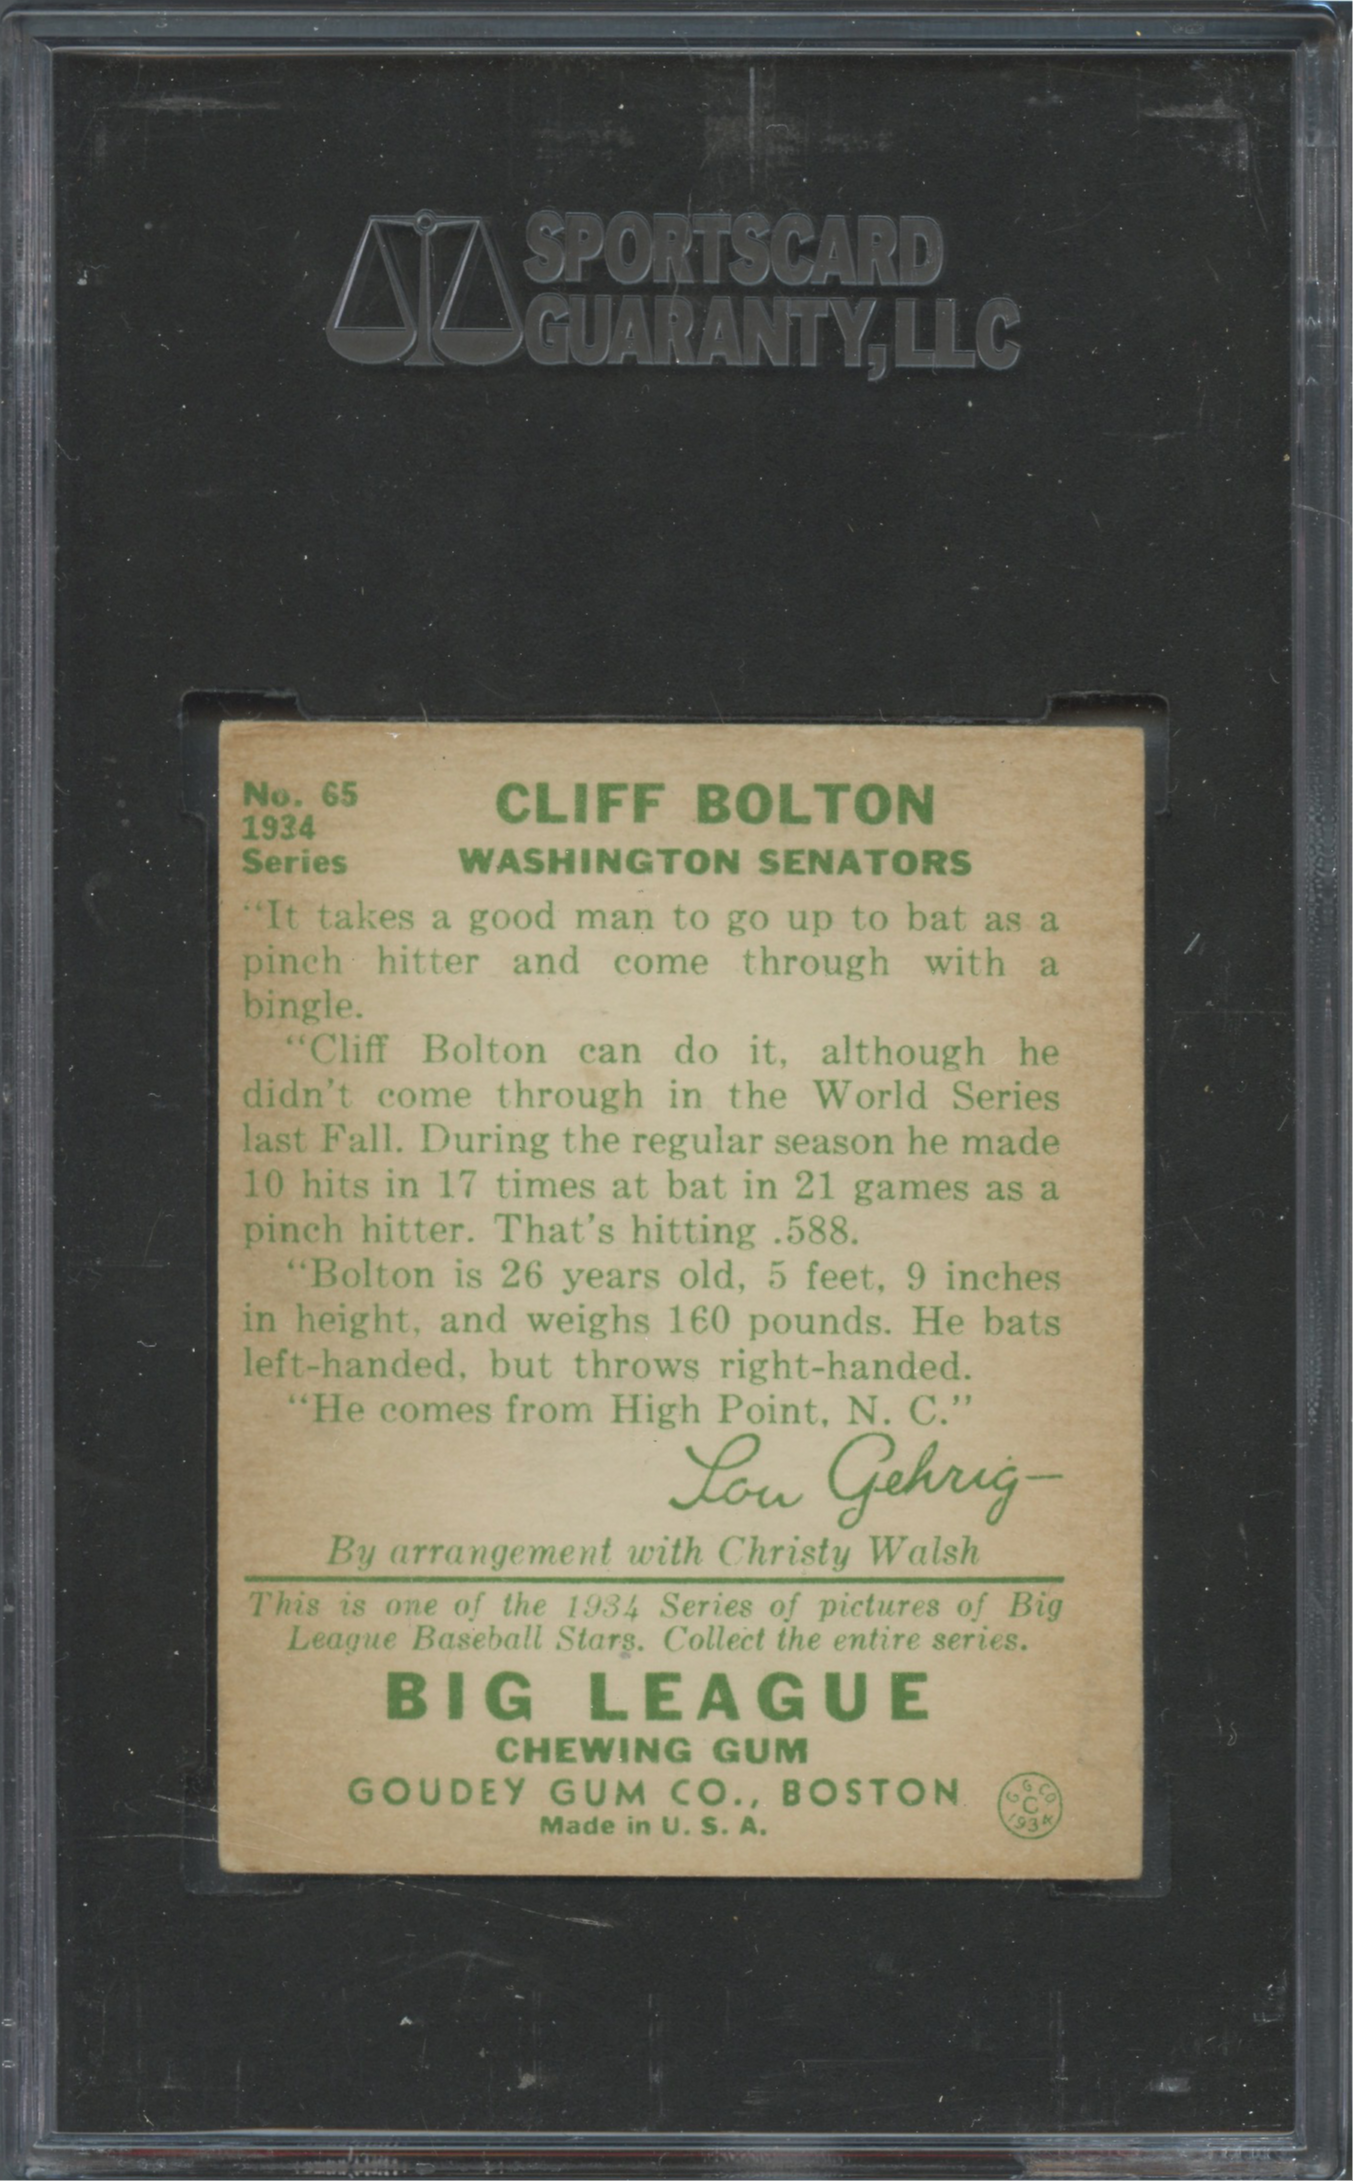 SPORTSCARD
GUARANTY, LLC
No. 65
1934
Series
CLIFF BOLTON
WASHINGTON SENATORS
“It takes a good man to go up to bat as a
pinch hitter and come through with a
bingle.
“Cliff Bolton can do it, although he
didn't come through in the World Series
last Fall. During the regular season he made
10 hits in 17 times at bat in 21 games as a
pinch hitter. That's hitting .588.
“Bolton is 26 years old, 5 feet, 9 inches
in height, and weighs 160 pounds. He bats
left-handed, but throws right-handed.
“He comes from High Point, N. C.”
Lou Gehrig—
By arrangement with Christy Walsh
This is one of the 1934 Series of pictures of Big
League Baseball Stars. Collect the entire series.
BIG LEAGUE
CHEWING GUM
GOUDEY GUM CO., BOSTON
Made in U. S. A.
G G CO
C
1934